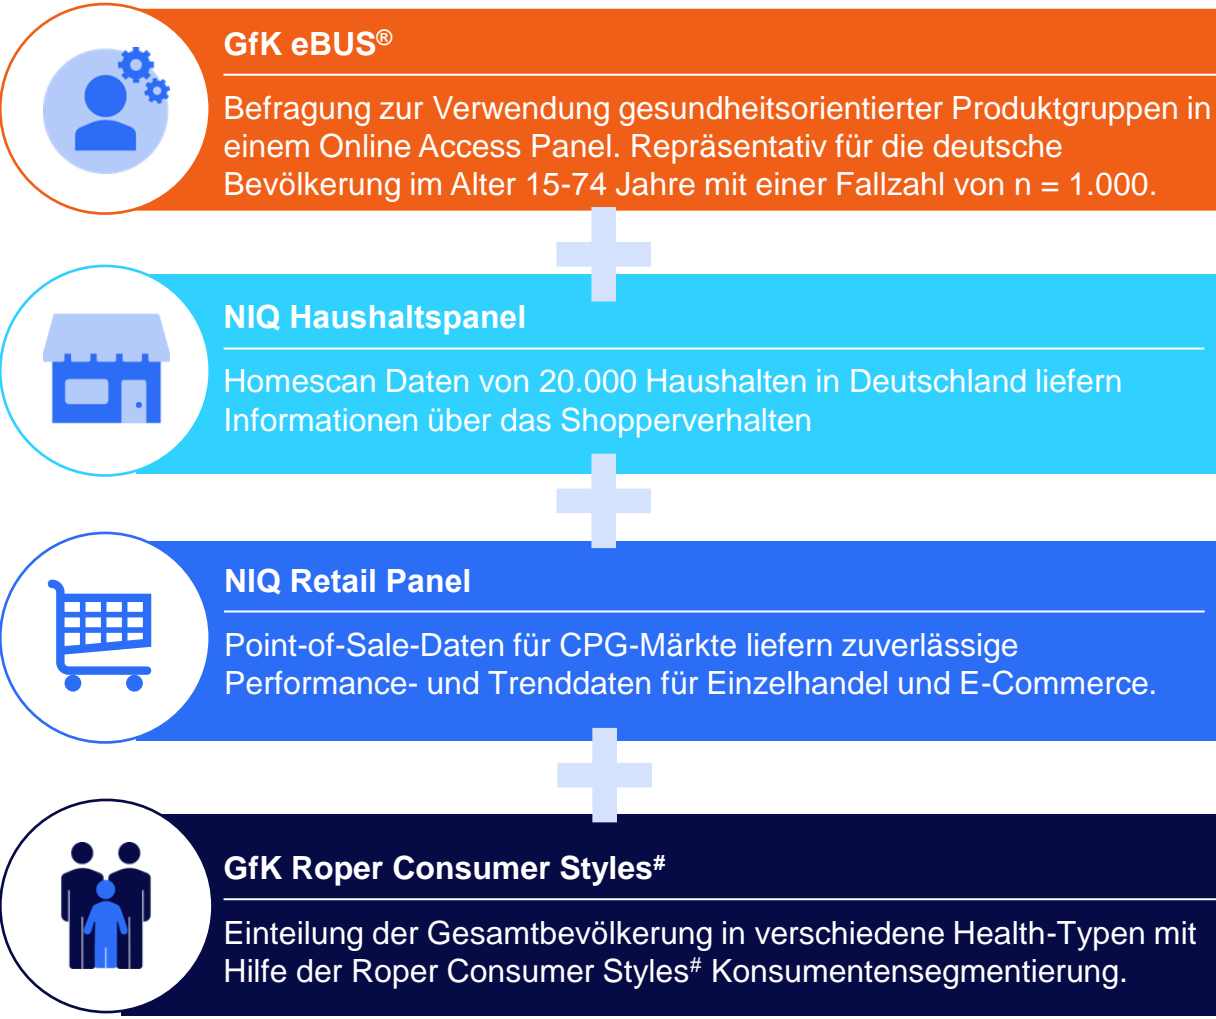 GfK eBUS®
Befragung zur Verwendung gesundheitsorientierter Produktgruppen in
einem Online Access Panel. Repräsentativ für die deutsche
Bevölkerung im Alter 15-74 Jahre mit einer Fallzahl von n = 1.000.
NIQ Haushaltspanel
Homescan Daten von 20.000 Haushalten in Deutschland liefern
Informationen über das Shopperverhalten
NIQ Retail Panel
Point-of-Sale-Daten für CPG-Märkte liefern zuverlässige
Performance- und Trenddaten für Einzelhandel und E-Commerce.
GfK Roper Consumer Styles#
Einteilung der Gesamtbevölkerung in verschiedene Health-Typen mit
Hilfe der Roper Consumer Styles# Konsumentensegmentierung.